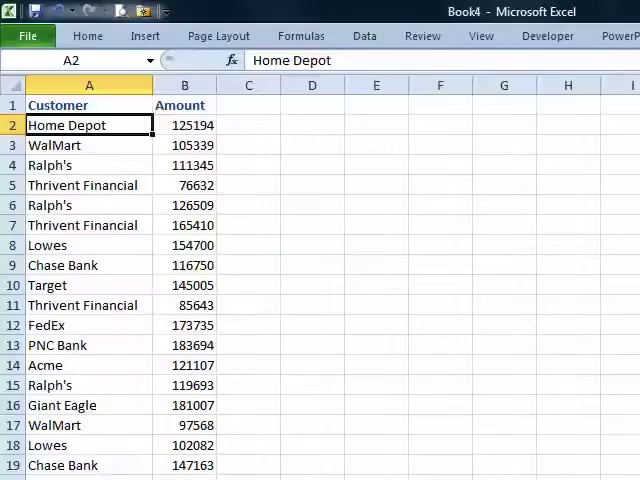 Book4 - Microsoft Excel
File Home Insert Page Layout Formulas Data Review View Developer PowerP
A2 fx Home Depot
A B C D E F G H I
1 Customer Amount
2 Home Depot 125194
3 WalMart 105339
4 Ralph's 111345
5 Thrivent Financial 76632
6 Ralph's 126509
7 Thrivent Financial 165410
8 Lowes 154700
9 Chase Bank 116750
10 Target 145005
11 Thrivent Financial 85643
12 FedEx 173735
13 PNC Bank 183694
14 Acme 121107
15 Ralph's 119693
16 Giant Eagle 181007
17 WalMart 97568
18 Lowes 102082
19 Chase Bank 147163